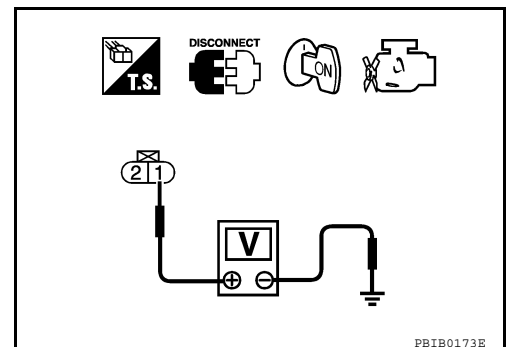 DISCONNECT
T.S.
ON
2 1
V
+ −
PBIB0173E